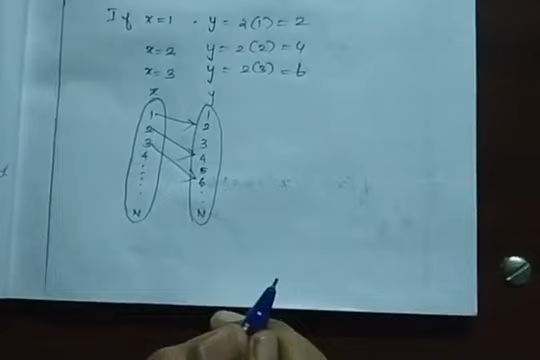 If x=1 . y = 2(1) = 2
x=2 y = 2(2) = 4
x=3 y = 2(3) = 6
x y
1 1
2 2
3 3
4 4
5
6
N N